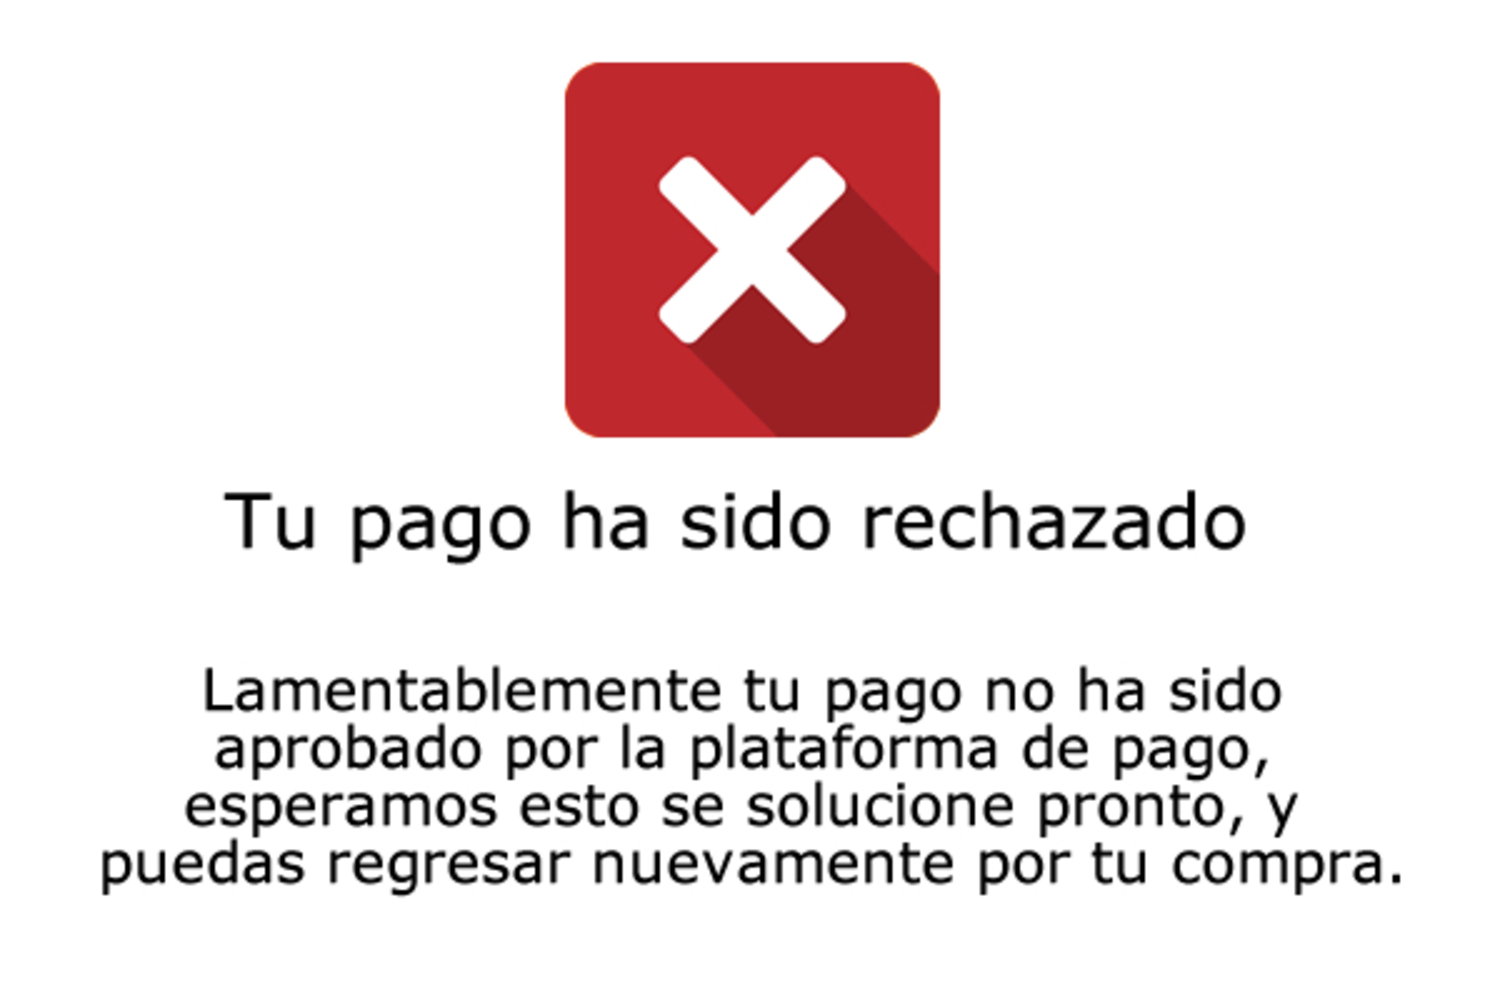 Tu pago ha sido rechazado
Lamentablemente tu pago no ha sido
aprobado por la plataforma de pago,
esperamos esto se solucione pronto, y
puedas regresar nuevamente por tu compra.